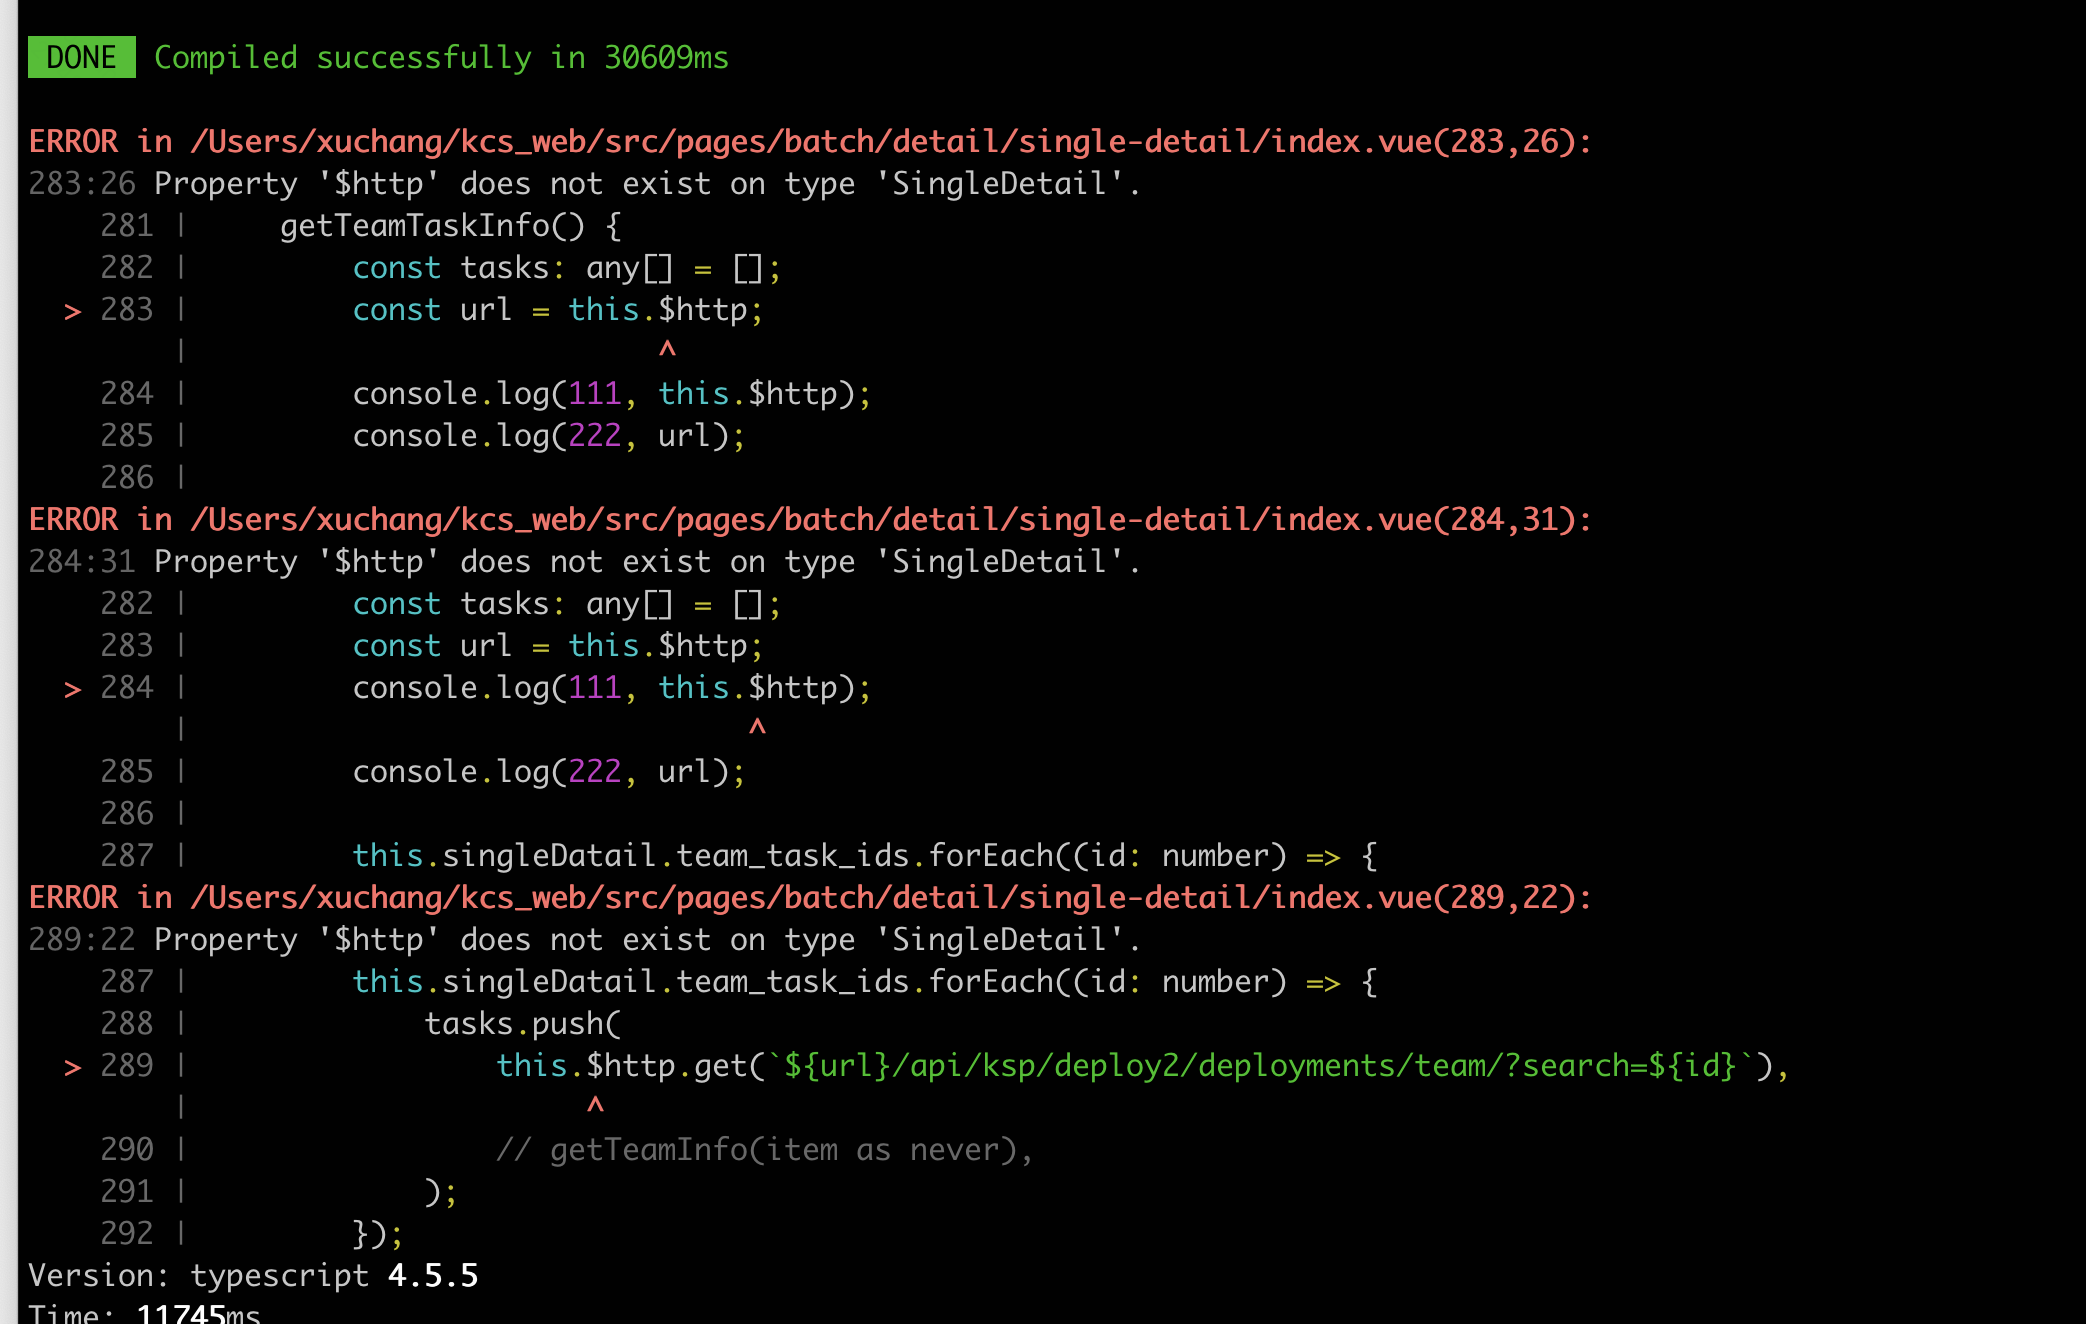 DONE Compiled successfully in 30609ms
ERROR in /Users/xuchang/kcs_web/src/pages/batch/detail/single-detail/index.vue(283,26):
283:26 Property '$http' does not exist on type 'SingleDetail'.
281 |     getTeamTaskInfo() {
282 |         const tasks: any[] = [];
> 283 |         const url = this.$http;
|                          ^
284 |         console.log(111, this.$http);
285 |         console.log(222, url);
286 |
ERROR in /Users/xuchang/kcs_web/src/pages/batch/detail/single-detail/index.vue(284,31):
284:31 Property '$http' does not exist on type 'SingleDetail'.
282 |         const tasks: any[] = [];
283 |         const url = this.$http;
> 284 |         console.log(111, this.$http);
|                               ^
285 |         console.log(222, url);
286 |
287 |         this.singleDatail.team_task_ids.forEach((id: number) => {
ERROR in /Users/xuchang/kcs_web/src/pages/batch/detail/single-detail/index.vue(289,22):
289:22 Property '$http' does not exist on type 'SingleDetail'.
287 |         this.singleDatail.team_task_ids.forEach((id: number) => {
288 |             tasks.push(
> 289 |                 this.$http.get(`${url}/api/ksp/deploy2/deployments/team/?search=${id}`),
|                      ^
290 |                 // getTeamInfo(item as never),
291 |             );
292 |         });
Version: typescript 4.5.5
Time: 11745ms